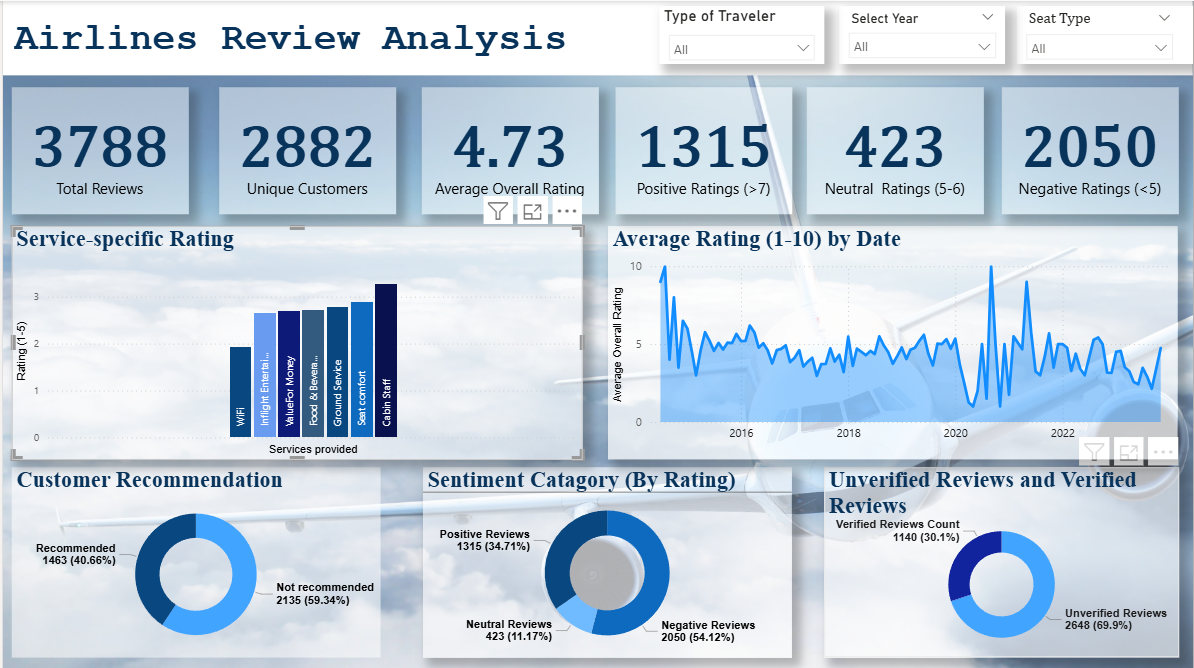 Airlines Review Analysis
Type of Traveler
All
Select Year
All
Seat Type
All
3788
Total Reviews
2882
Unique Customers
4.73
Average Overall Rating
1315
Positive Ratings (>7)
423
Neutral Ratings (5-6)
2050
Negative Ratings (<5)
Service-specific Rating
Rating (1-5)
3
2
1
0
WiFi
Inflight Entertai...
ValueFor Money
Food & Bevera...
Ground Service
Seat comfort
Cabin Staff
Services provided
Average Rating (1-10) by Date
Average Overall Rating
10
5
0
2016
2018
2020
2022
Customer Recommendation
Recommended
1463 (40.66%)
Not recommended
2135 (59.34%)
Sentiment Catagory (By Rating)
Positive Reviews
1315 (34.71%)
Neutral Reviews
423 (11.17%)
Negative Reviews
2050 (54.12%)
Unverified Reviews and Verified
Reviews
Verified Reviews Count
1140 (30.1%)
Unverified Reviews
2648 (69.9%)